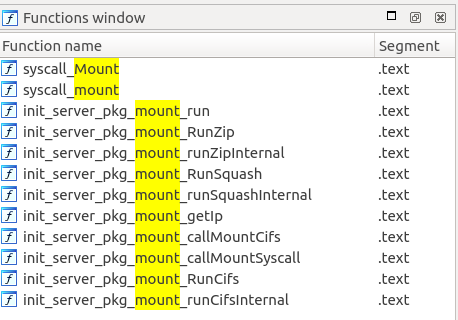 Functions window
Function name Segment
f syscall_Mount .text
f syscall_mount .text
f init_server_pkg_mount_run .text
f init_server_pkg_mount_RunZip .text
f init_server_pkg_mount_runZipInternal .text
f init_server_pkg_mount_RunSquash .text
f init_server_pkg_mount_runSquashInternal .text
f init_server_pkg_mount_getIp .text
f init_server_pkg_mount_callMountCifs .text
f init_server_pkg_mount_callMountSyscall .text
f init_server_pkg_mount_RunCifs .text
f init_server_pkg_mount_runCifsInternal .text